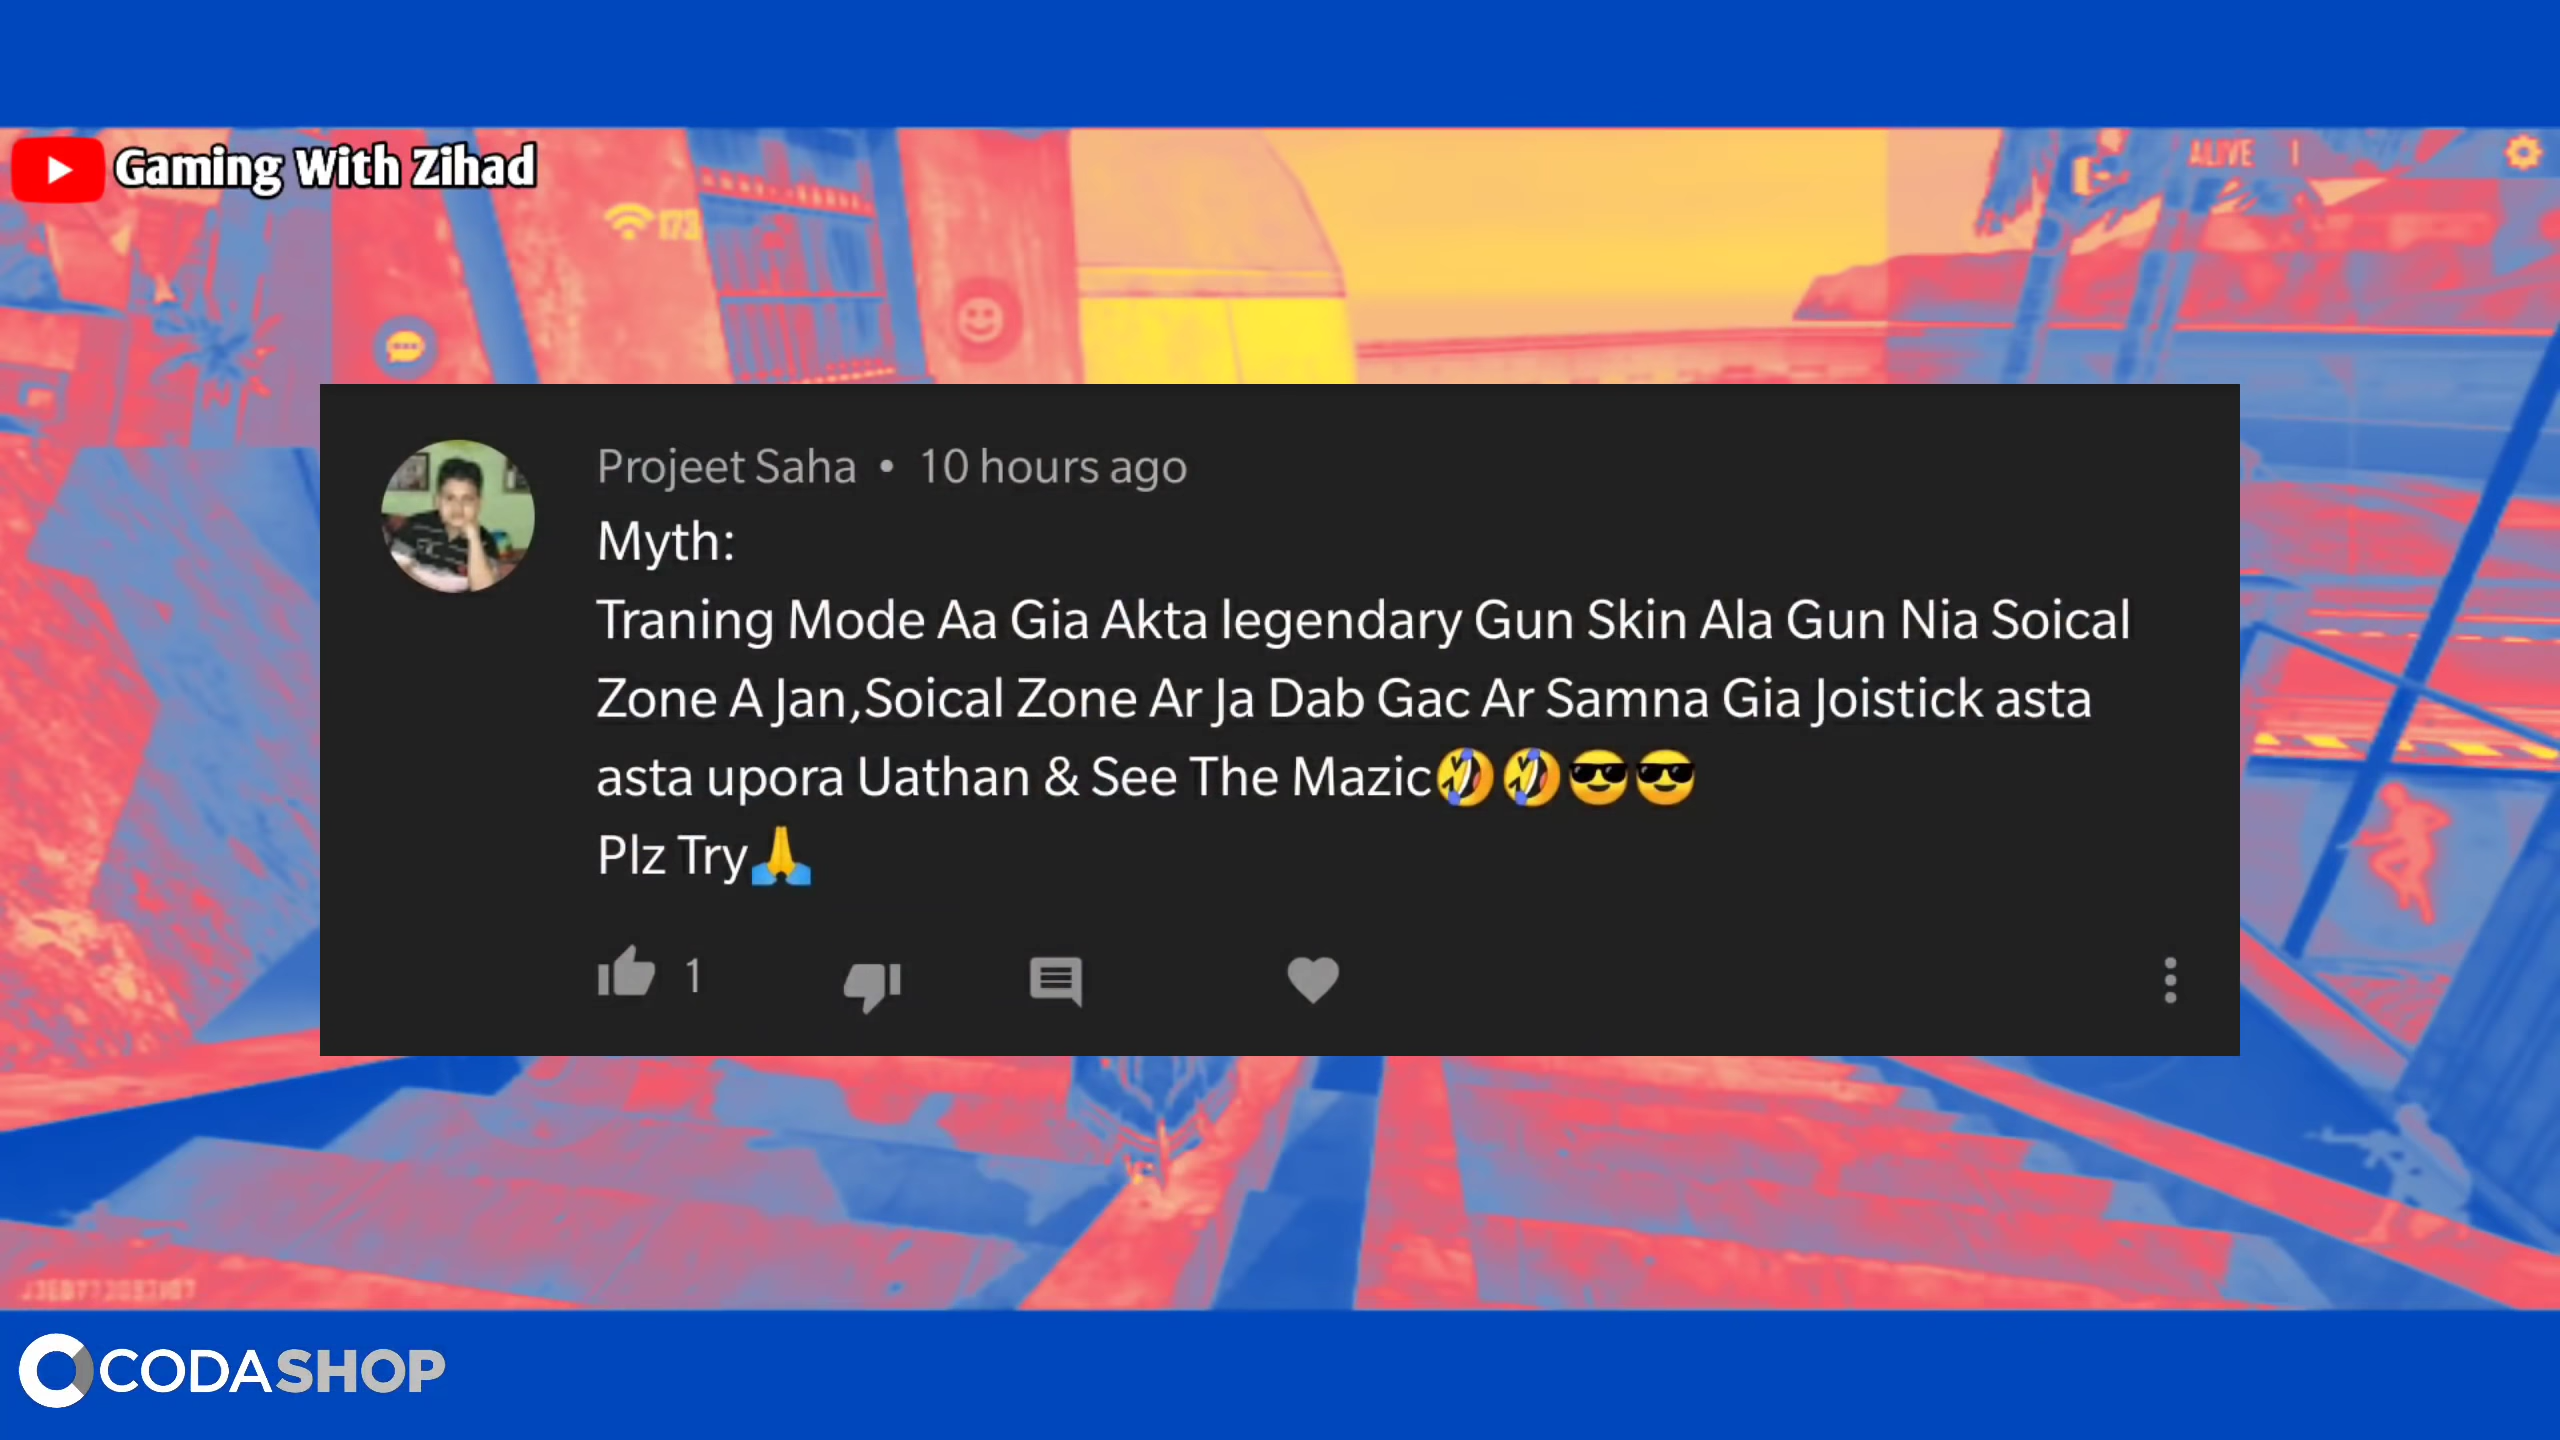 Gaming With Zihad
ALIVE 1
173
Projeet Saha • 10 hours ago
Myth:
Traning Mode Aa Gia Akta legendary Gun Skin Ala Gun Nia Soical
Zone A Jan,Soical Zone Ar Ja Dab Gac Ar Samna Gia Joistick asta
asta upora Uathan & See The Mazic🤣🤣😎😎
Plz Try🙏
1
CODASHOP